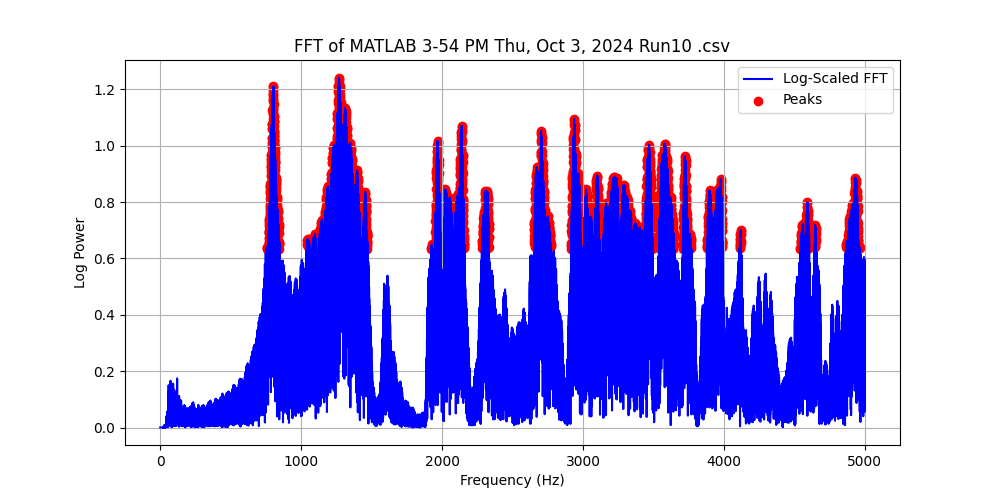 FFT of MATLAB 3-54 PM Thu, Oct 3, 2024 Run10 .csv
Log-Scaled FFT
Peaks
Log Power
1.2
1.0
0.8
0.6
0.4
0.2
0.0
0 1000 2000 3000 4000 5000
Frequency (Hz)